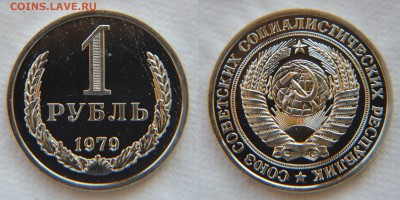 COINS.LAVE.RU
1
РУБЛЬ
1979
СОЮЗ СОВЕТСКИХ СОЦИАЛИСТИЧЕСКИХ РЕСПУБЛИК